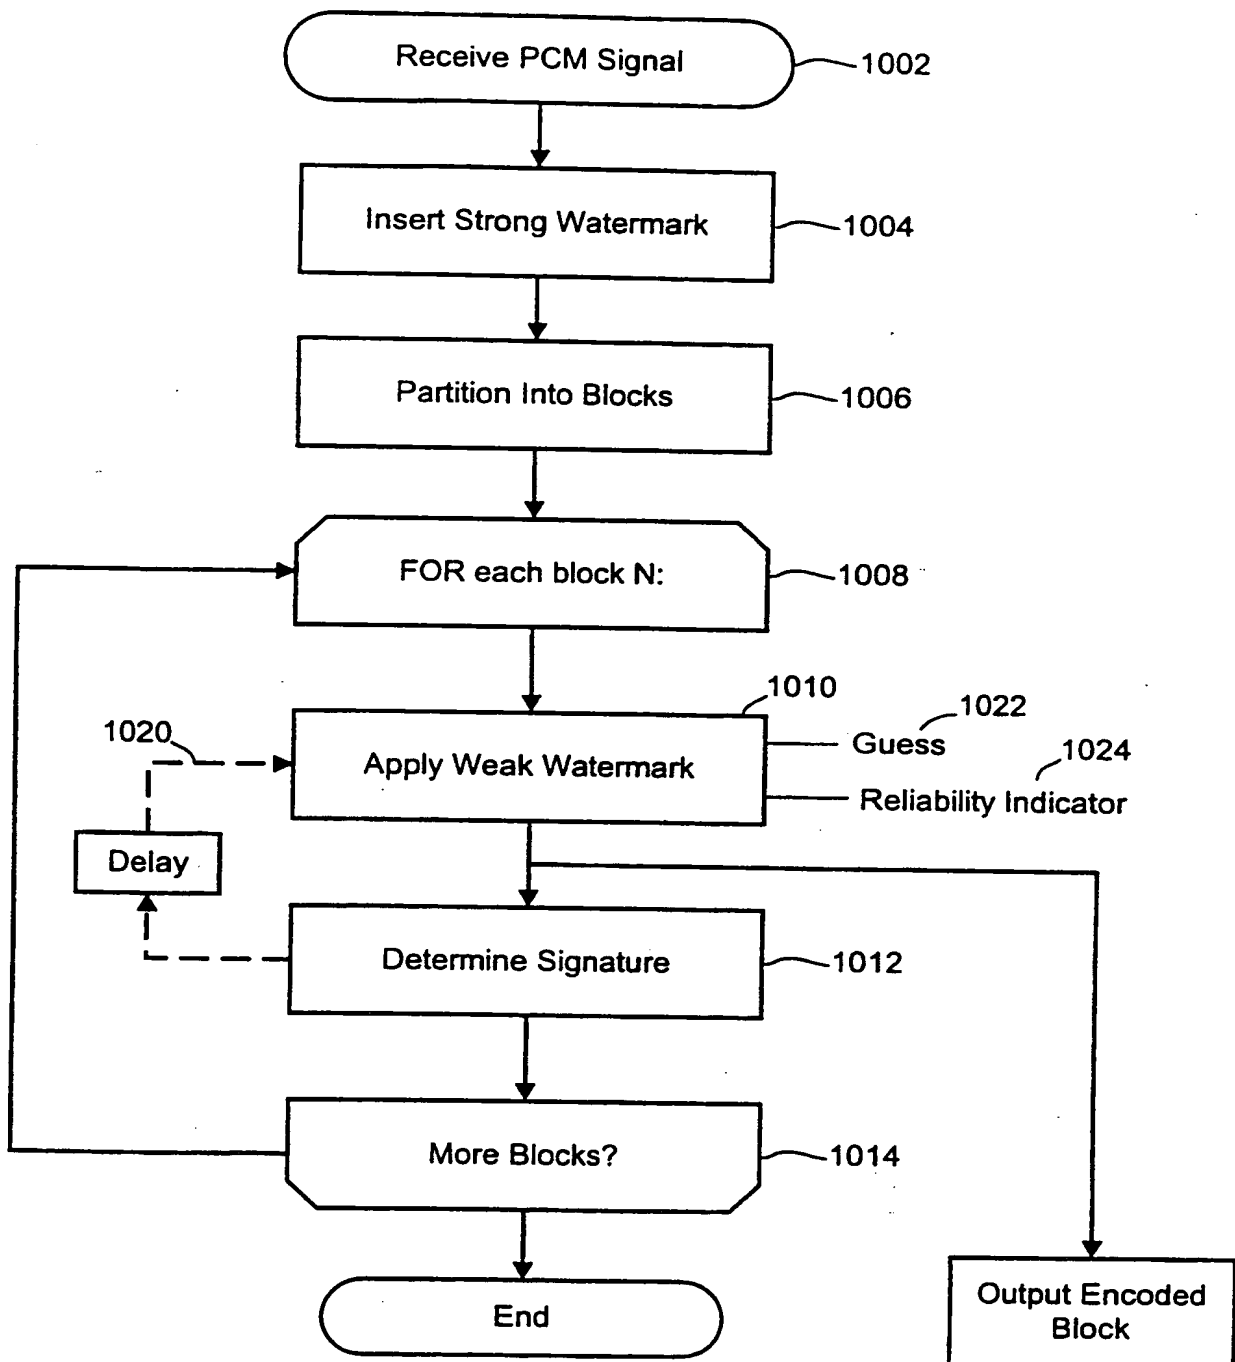 Receive PCM Signal
1002
Insert Strong Watermark
1004
Partition Into Blocks
1006
FOR each block N:
1008
1010
1022
1020
Guess
1024
Apply Weak Watermark
Reliability Indicator
Delay
Determine Signature
1012
More Blocks?
1014
End
Output Encoded
Block